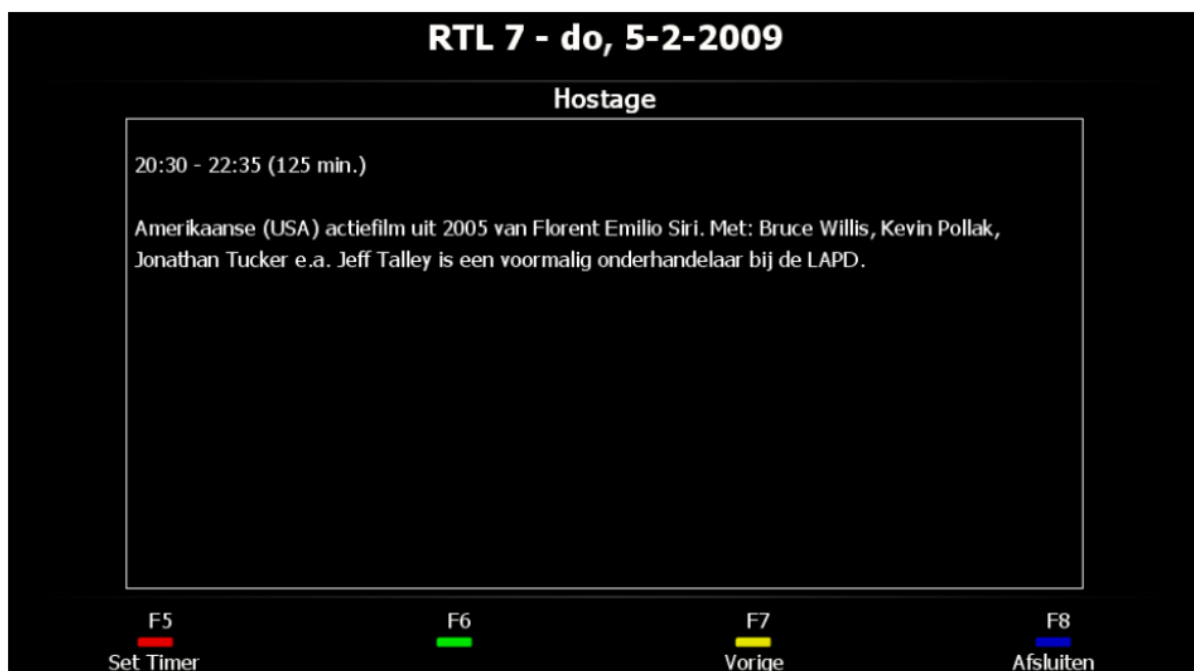 RTL 7 - do, 5-2-2009
Hostage
20:30 - 22:35 (125 min.)
Amerikaanse (USA) actiefilm uit 2005 van Florent Emilio Siri. Met: Bruce Willis, Kevin Pollak,
Jonathan Tucker e.a. Jeff Talley is een voormalig onderhandelaar bij de LAPD.
F5 F6 F7 F8
Set Timer Vorige Afsluiten